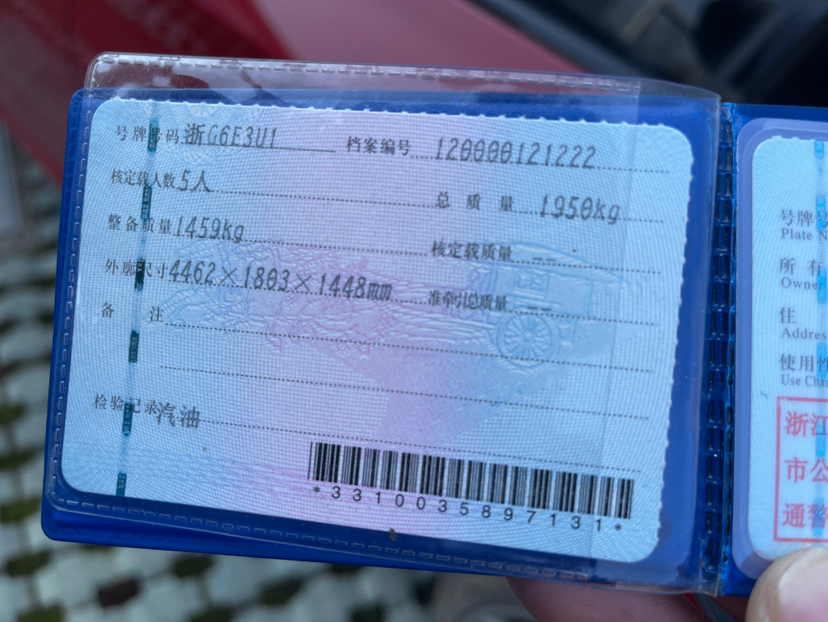 号牌号码 浙G6E3U1 档案编号 120000121222
核定载人数 5人 总质量 1950kg
整备质量 1459kg 核定载质量 --
外廓尺寸 4462×1803×1448mm 准牵引总质量 --
备 注
检验记录 汽油
*3310035897131*
号牌号
Plate N
所 有
Owner
住
Addres
使用性
Use Cha
浙江
市公
通警